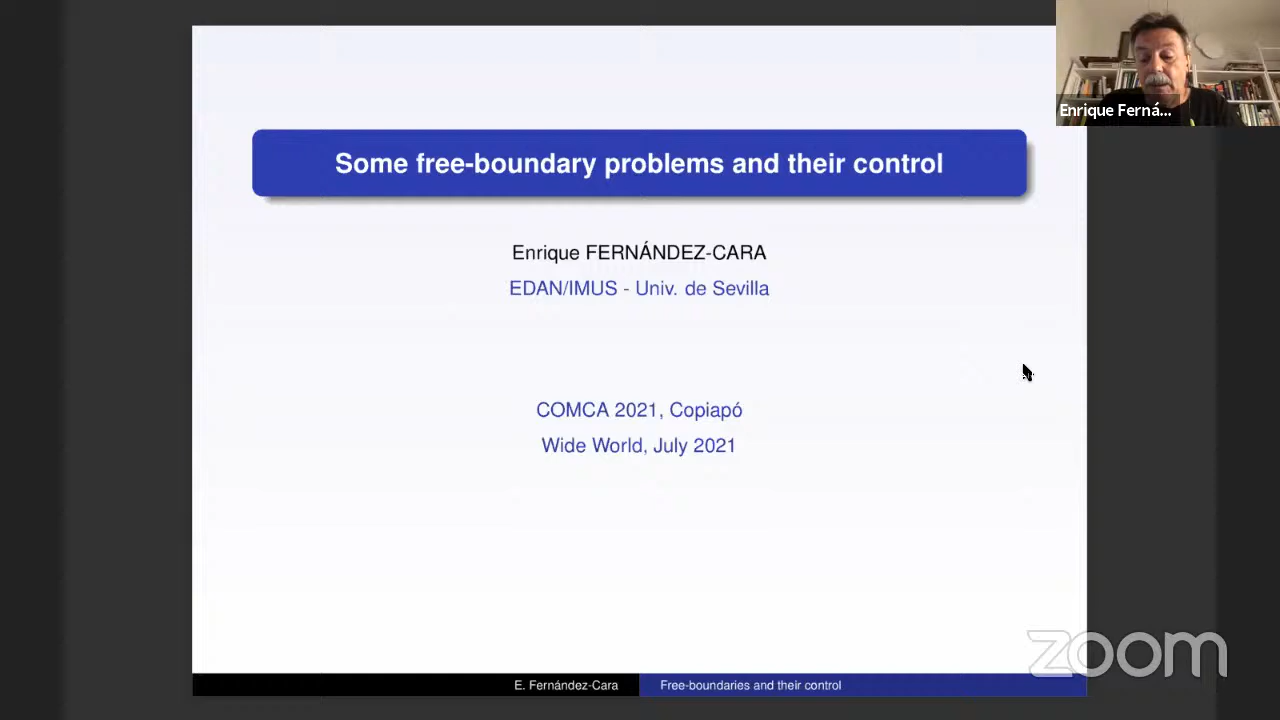 Enrique Ferná...
Some free-boundary problems and their control
Enrique FERNÁNDEZ-CARA
EDAN/IMUS - Univ. de Sevilla
COMCA 2021, Copiapó
Wide World, July 2021
zoom
E. Fernández-Cara
Free-boundaries and their control